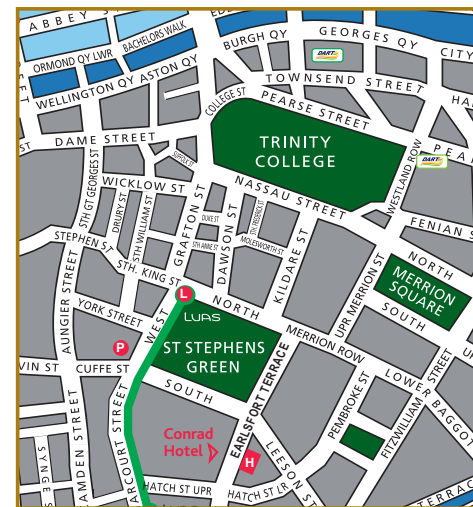 ABBEY ST
BACHELORS WALK
ORMOND QY LWR
ASTON QY
WELLINGTON QY
BURGH QY
GEORGES QY
CITY
DART
TOWNSEND STREET
COLLEGE ST
PEARSE STREET
DAME STREET
ST
TRINITY
COLLEGE
WESTLAND ROW
PEA
DART
SUFFOLK ST
STH GT GEORGES ST
WICKLOW ST
NASSAU STREET
DRURY ST
STH WILLIAM ST
GRAFTON ST
DUKE ST
DAWSON ST
STH FREDERICK ST
STH ANNE ST
MOLESWORTH ST
KILDARE ST
FENIAN S
STEPHEN ST
STH. KING ST
NORTH
MERRION
SQUARE
SOUTH
UPR MERRION ST
AUNGIER STREET
YORK STREET
WEST
L
LUAS
NORTH
ST STEPHENS
GREEN
MERRION ROW
P
VIN ST
CUFFE ST
SOUTH
EARLSFORT TERRACE
PEMBROKE ST
LOWER BAGGO
FITZWILLIAM STREET
Conrad
Hotel
H
LEESON ST
SYNGE S
CAMDEN ST
HARCOURT STREET
HATCH ST UPR
HATCH ST L
TERRAC